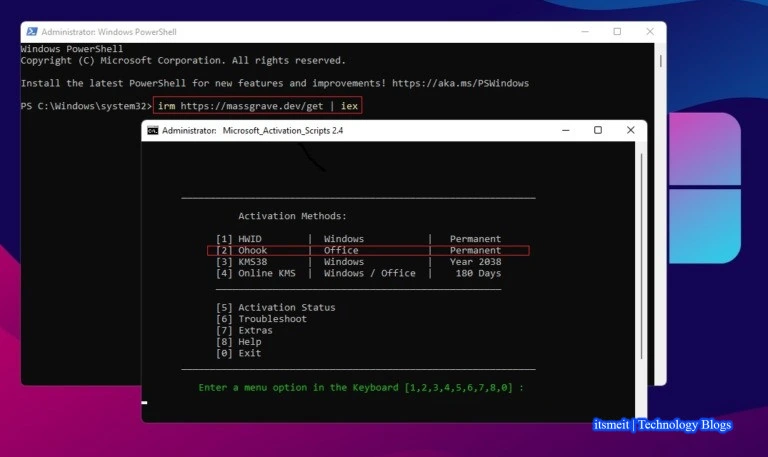 Administrator: Windows PowerShell
Windows PowerShell
Copyright (C) Microsoft Corporation. All rights reserved.
Install the latest PowerShell for new features and improvements! https://aka.ms/PSWindows
PS C:\Windows\system32> irm https://massgrave.dev/get | iex
Administrator:  Microsoft_Activation_Scripts 2.4
Activation Methods:
[1] HWID | Windows | Permanent
[2] Ohook | Office | Permanent
[3] KMS38 | Windows | Year 2038
[4] Online KMS | Windows / Office | 180 Days
[5] Activation Status
[6] Troubleshoot
[7] Extras
[8] Help
[0] Exit
Enter a menu option in the Keyboard [1,2,3,4,5,6,7,8,0] :
itsmeit | Technology Blogs